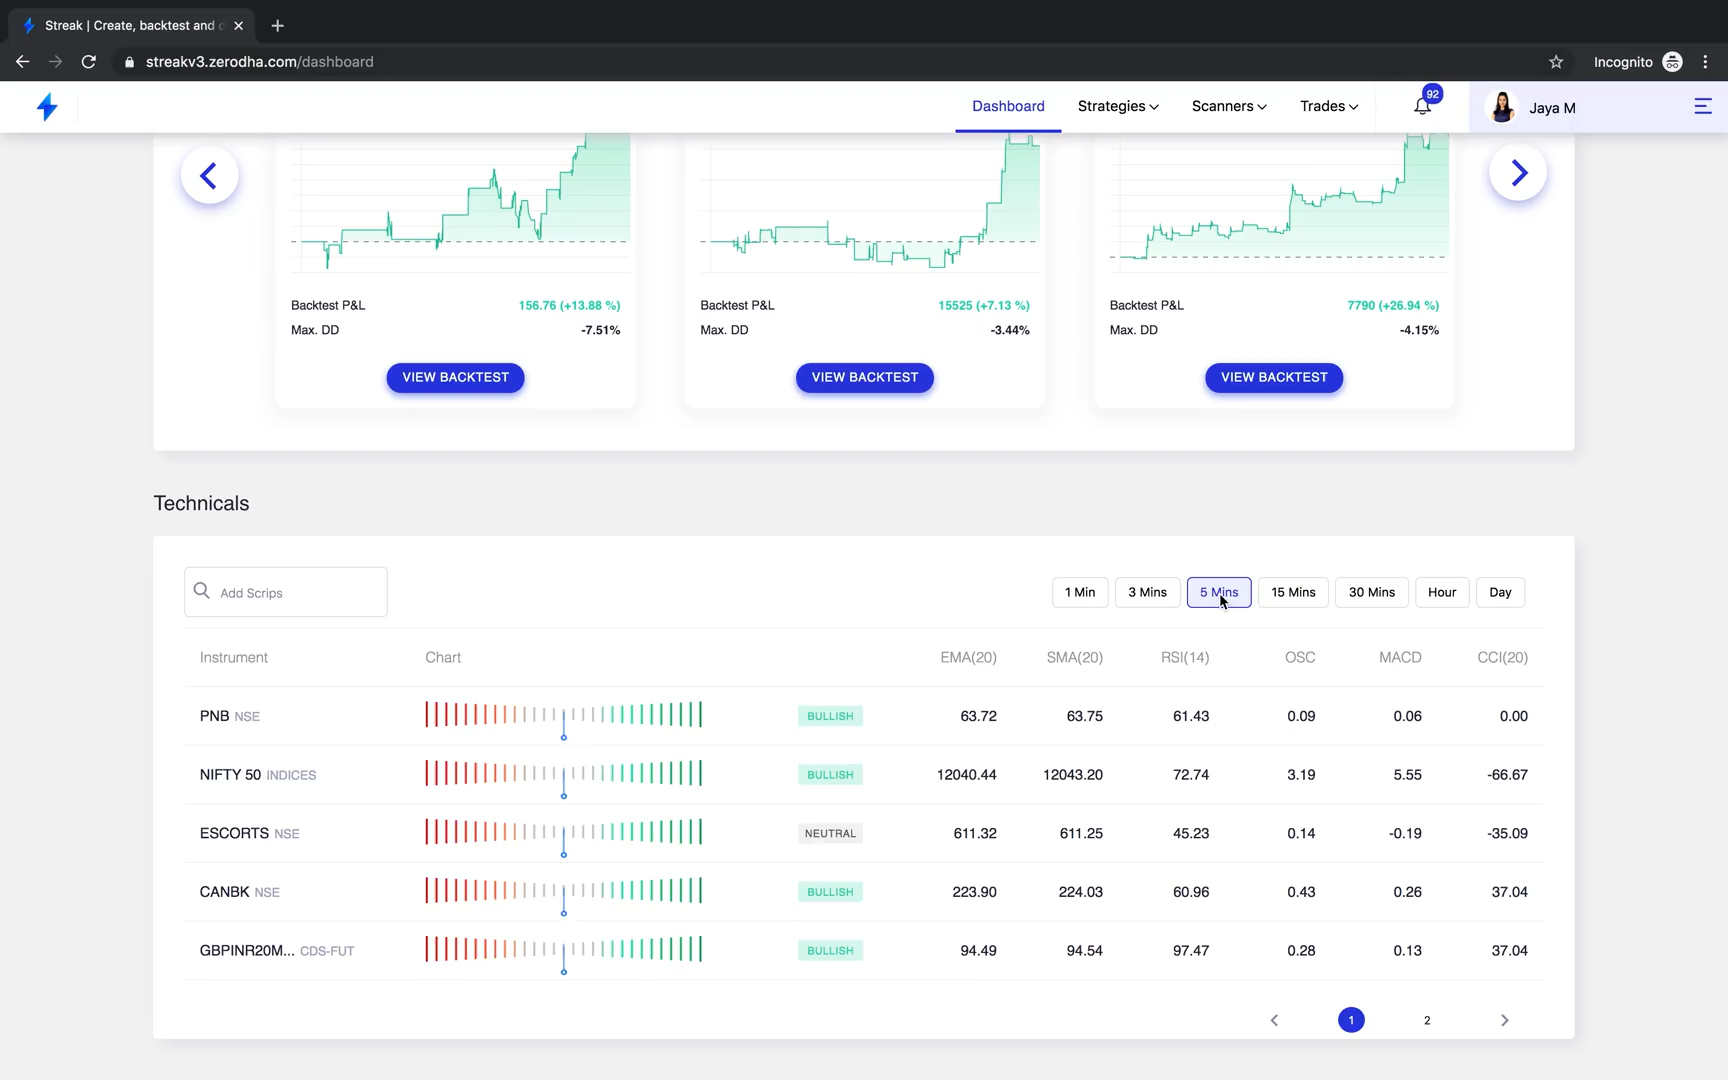 Streak | Create, backtest and d
streakv3.zerodha.com/dashboard
Incognito
Dashboard Strategies Scanners Trades 92 Jaya M
Backtest P&L 156.76 (+13.88 %)
Max. DD -7.51%
VIEW BACKTEST
Backtest P&L 15525 (+7.13 %)
Max. DD -3.44%
VIEW BACKTEST
Backtest P&L 7790 (+26.94 %)
Max. DD -4.15%
VIEW BACKTEST
Technicals
Add Scrips
1 Min 3 Mins 5 Mins 15 Mins 30 Mins Hour Day
Instrument Chart EMA(20) SMA(20) RSI(14) OSC MACD CCI(20)
PNB NSE BULLISH 63.72 63.75 61.43 0.09 0.06 0.00
NIFTY 50 INDICES BULLISH 12040.44 12043.20 72.74 3.19 5.55 -66.67
ESCORTS NSE NEUTRAL 611.32 611.25 45.23 0.14 -0.19 -35.09
CANBK NSE BULLISH 223.90 224.03 60.96 0.43 0.26 37.04
GBPINR20M... CDS-FUT BULLISH 94.49 94.54 97.47 0.28 0.13 37.04
1 2